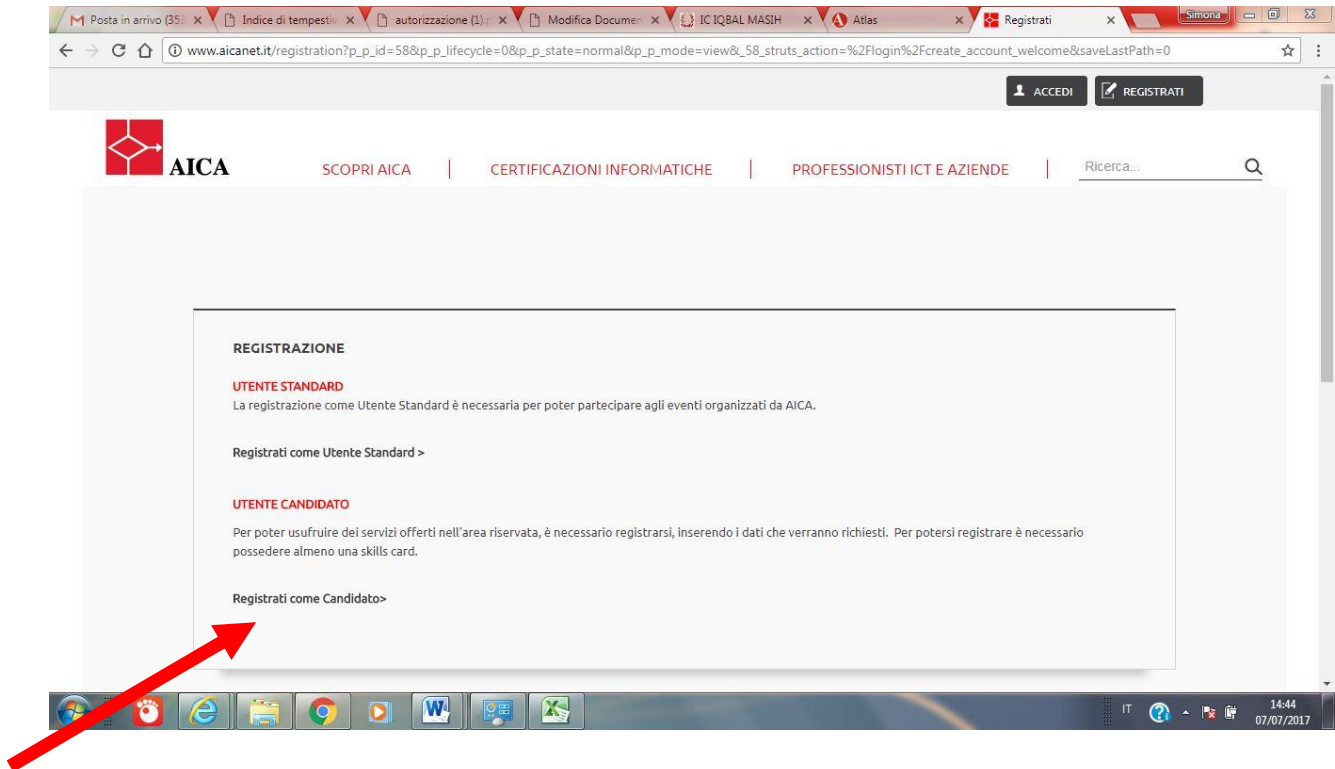 Posta in arrivo (353
Indice di tempestiv
autorizzazione (1).p
Modifica Documen
IC IQBAL MASIH
Atlas
Registrati
Simona
www.aicanet.it/registration?p_p_id=58&p_p_lifecycle=0&p_p_state=normal&p_p_mode=view&_58_struts_action=%2Flogin%2Fcreate_account_welcome&saveLastPath=0
ACCEDI
REGISTRATI
AICA
SCOPRI AICA
CERTIFICAZIONI INFORMATICHE
PROFESSIONISTI ICT E AZIENDE
Ricerca...
REGISTRAZIONE
UTENTE STANDARD
La registrazione come Utente Standard è necessaria per poter partecipare agli eventi organizzati da AICA.
Registrati come Utente Standard >
UTENTE CANDIDATO
Per poter usufruire dei servizi offerti nell'area riservata, è necessario registrarsi, inserendo i dati che verranno richiesti. Per potersi registrare è necessario
possedere almeno una skills card.
Registrati come Candidato>
IT
14:44
07/07/2017